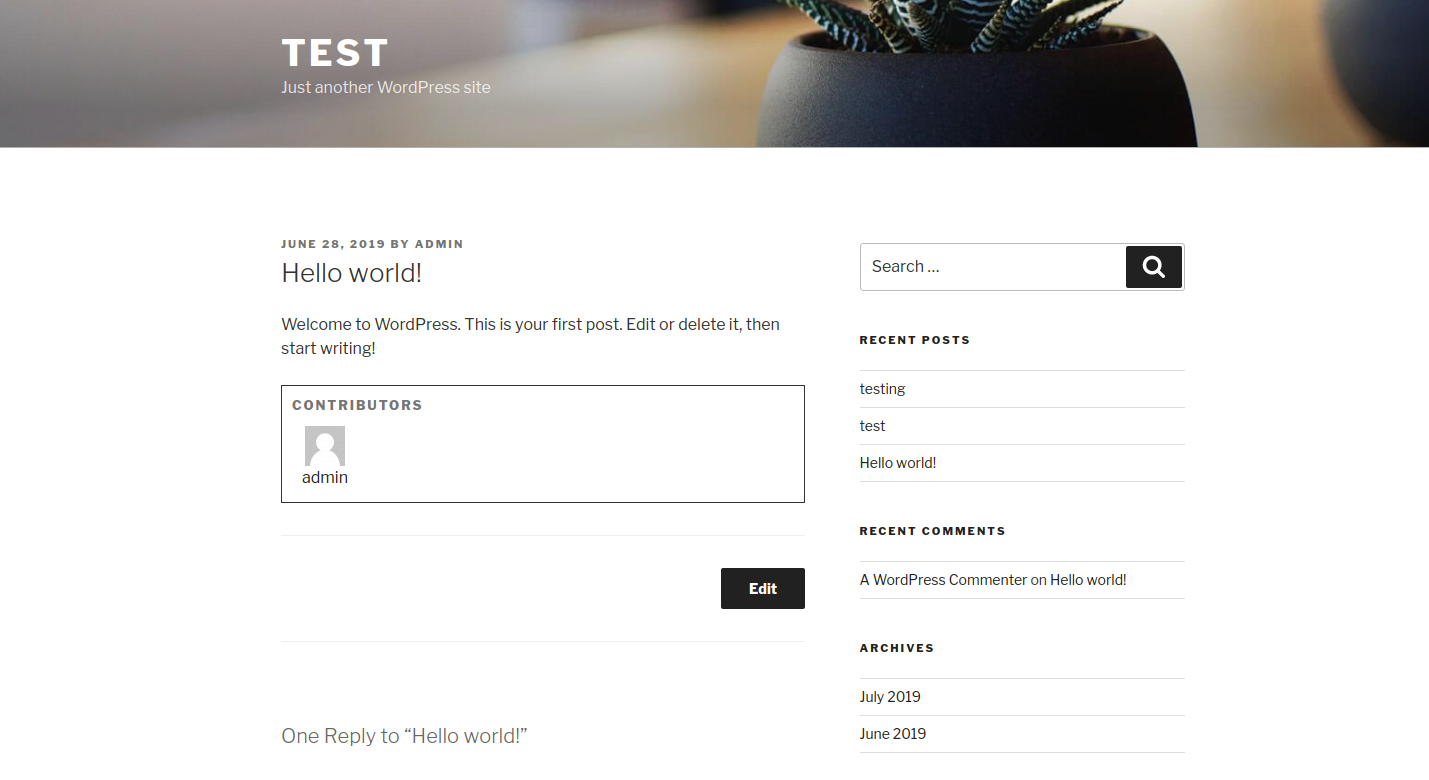 TEST
Just another WordPress site
JUNE 28, 2019 BY ADMIN
Hello world!
Welcome to WordPress. This is your first post. Edit or delete it, then
start writing!
CONTRIBUTORS
admin
Edit
One Reply to “Hello world!”
Search …
RECENT POSTS
testing
test
Hello world!
RECENT COMMENTS
A WordPress Commenter on Hello world!
ARCHIVES
July 2019
June 2019